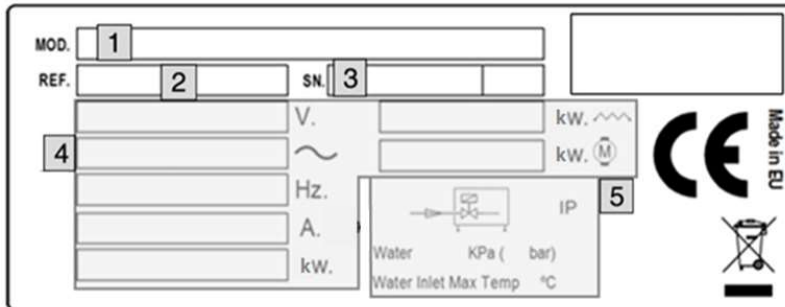 MOD. 1
REF. 2 SN. 3
V. kW.
4 kW. M
Hz. 5
A. IP
kW.
Water KPa ( bar)
Water Inlet Max Temp ºC
CE
Made in EU